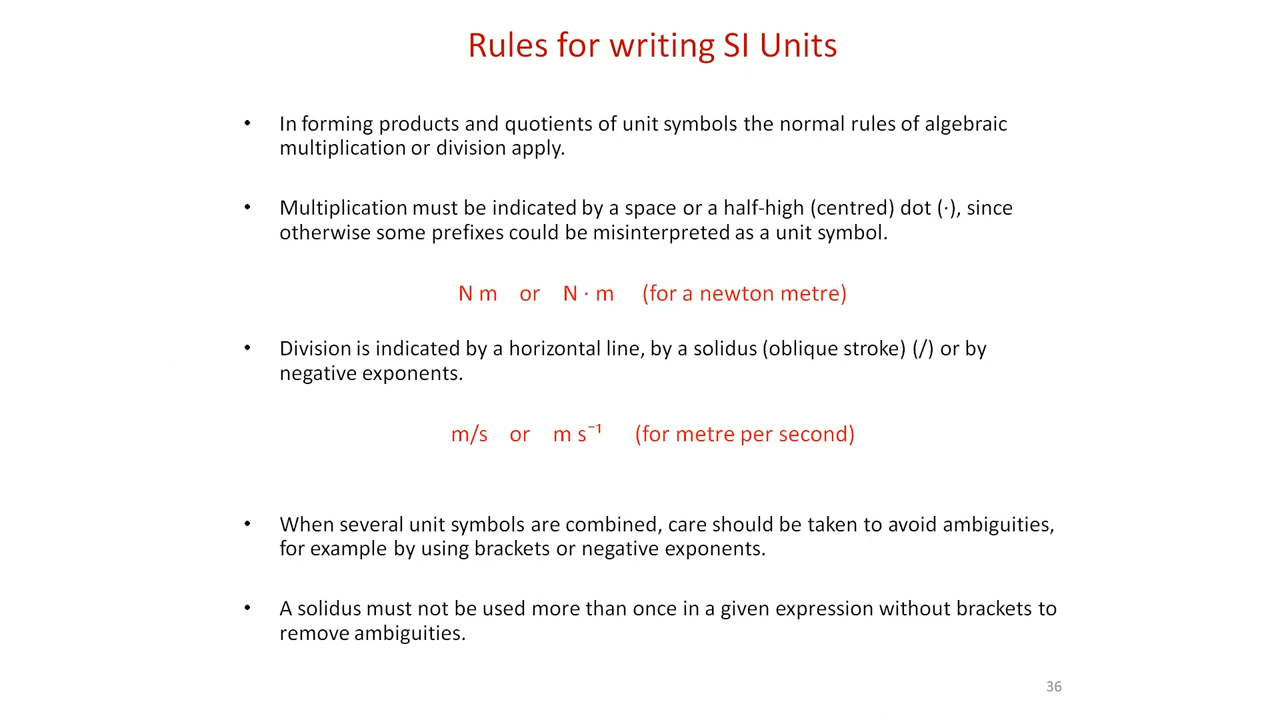 Rules for writing SI Units
• In forming products and quotients of unit symbols the normal rules of algebraic
multiplication or division apply.
• Multiplication must be indicated by a space or a half-high (centred) dot (·), since
otherwise some prefixes could be misinterpreted as a unit symbol.
N m or N · m (for a newton metre)
• Division is indicated by a horizontal line, by a solidus (oblique stroke) (/) or by
negative exponents.
m/s or m s⁻¹ (for metre per second)
• When several unit symbols are combined, care should be taken to avoid ambiguities,
for example by using brackets or negative exponents.
• A solidus must not be used more than once in a given expression without brackets to
remove ambiguities.
36